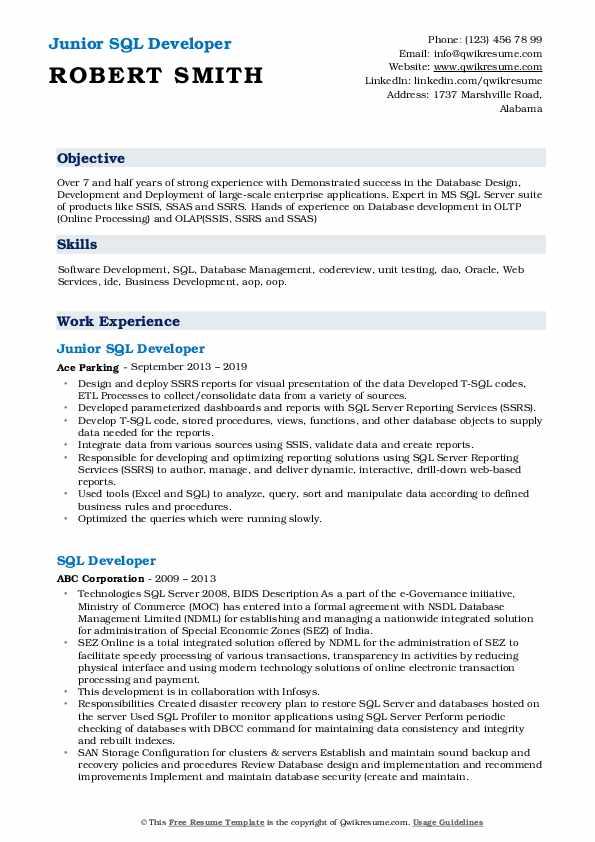 Junior SQL Developer
ROBERT SMITH
Phone: (123) 456 78 99
Email: info@qwikresume.com
Website: www.qwikresume.com
LinkedIn: linkedin.com/qwikresume
Address: 1737 Marshville Road,
Alabama
Objective
Over 7 and half years of strong experience with Demonstrated success in the Database Design,
Development and Deployment of large-scale enterprise applications. Expert in MS SQL Server suite
of products like SSIS, SSAS and SSRS. Hands of experience on Database development in OLTP
(Online Processing) and OLAP(SSIS, SSRS and SSAS)
Skills
Software Development, SQL, Database Management, codereview, unit testing, dao, Oracle, Web
Services, ide, Business Development, aop, oop.
Work Experience
Junior SQL Developer
Ace Parking - September 2013 – 2019
• Design and deploy SSRS reports for visual presentation of the data Developed T-SQL codes,
ETL Processes to collect/consolidate data from a variety of sources.
• Developed parameterized dashboards and reports with SQL Server Reporting Services (SSRS).
• Develop T-SQL code, stored procedures, views, functions, and other database objects to supply
data needed for the reports.
• Integrate data from various sources using SSIS, validate data and create reports.
• Responsible for developing and optimizing reporting solutions using SQL Server Reporting
Services (SSRS) to author, manage, and deliver dynamic, interactive, drill-down web-based
reports.
• Used tools (Excel and SQL) to analyze, query, sort and manipulate data according to defined
business rules and procedures.
• Optimized the queries which were running slowly.
SQL Developer
ABC Corporation - 2009 – 2013
• Technologies SQL Server 2008, BIDS Description As a part of the e-Governance initiative,
Ministry of Commerce (MOC) has entered into a formal agreement with NSDL Database
Management Limited (NDML) for establishing and managing a nationwide integrated solution
for administration of Special Economic Zones (SEZ) of India.
• SEZ Online is a total integrated solution offered by NDML for the administration of SEZ to
facilitate speedy processing of various transactions, transparency in activities by reducing
physical interface and using modern technology solutions of online electronic transaction
processing and payment.
• This development is in collaboration with Infosys.
• Responsibilities Created disaster recovery plan to restore SQL Server and databases hosted on
the server Used SQL Profiler to monitor applications using SQL Server Perform periodic
checking of databases with DBCC command for maintaining data consistency and integrity
and rebuilt indexes.
• SAN Storage Configuration for clusters & servers Establish and maintain sound backup and
recovery policies and procedures Review Database design and implementation and recommend
improvements Implement and maintain database security (create and maintain.
© This Free Resume Template is the copyright of Qwikresume.com. Usage Guidelines